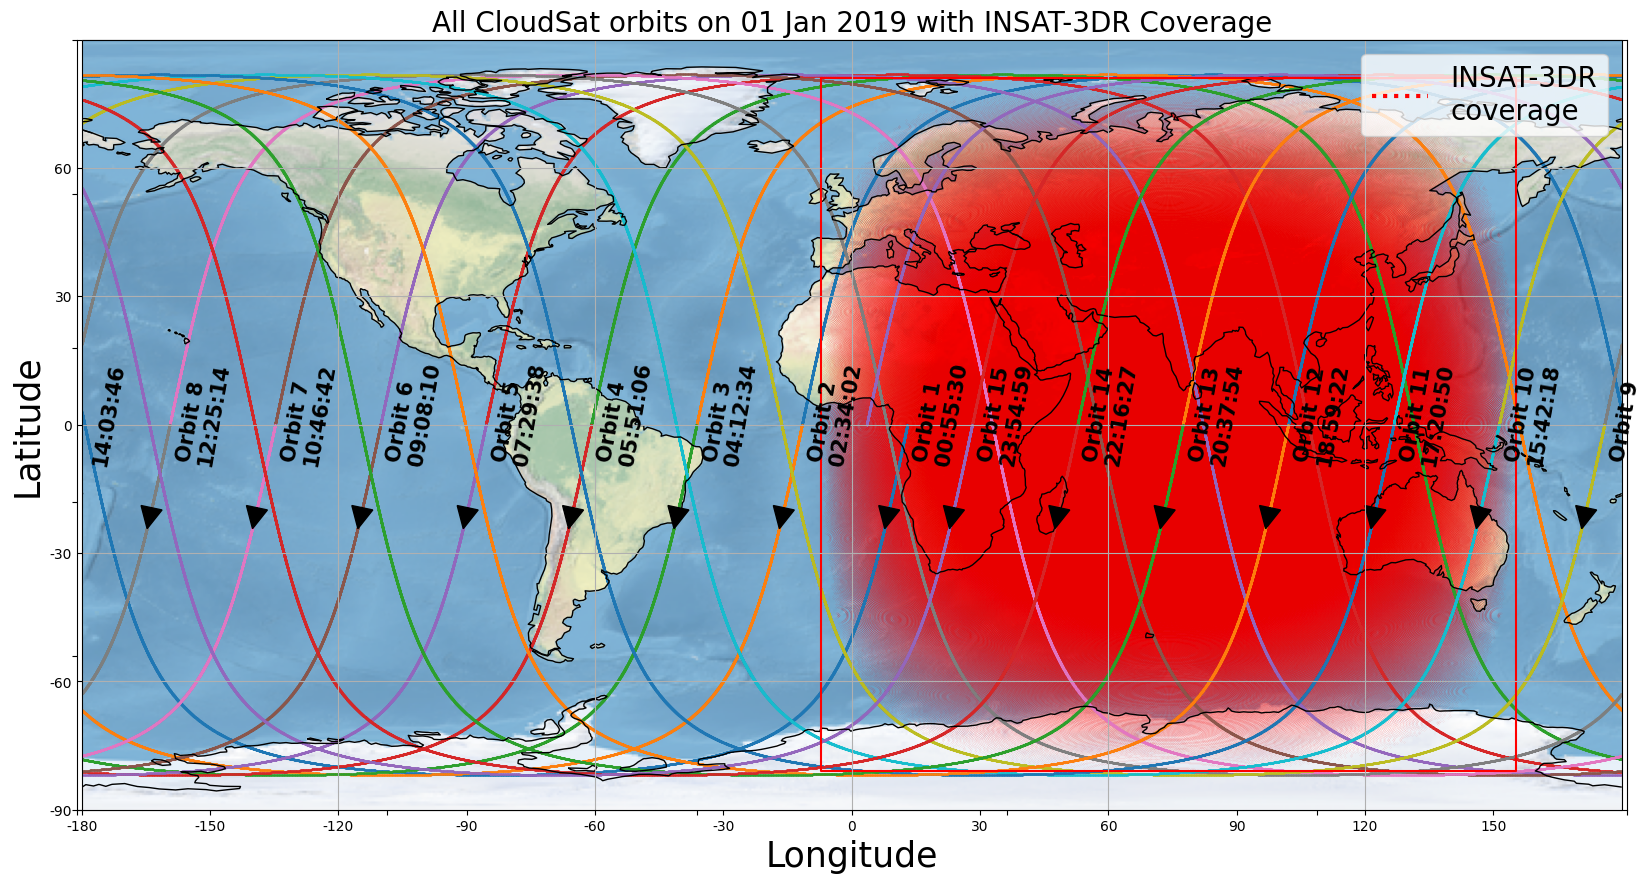 All CloudSat orbits on 01 Jan 2019 with INSAT-3DR Coverage
INSAT-3DR
coverage
Latitude
60
30
0
-30
-60
-90
14:03:46
Orbit 8
12:25:14
Orbit 7
10:46:42
Orbit 6
09:08:10
Orbit 5
07:29:38
Orbit 4
05:51:06
Orbit 3
04:12:34
Orbit 2
02:34:02
Orbit 1
00:55:30
Orbit 15
23:54:59
Orbit 14
22:16:27
Orbit 13
20:37:54
Orbit 12
18:59:22
Orbit 11
17:20:50
Orbit 10
15:42:18
Orbit 9
-180
-150
-120
-90
-60
-30
0
30
60
90
120
150
Longitude